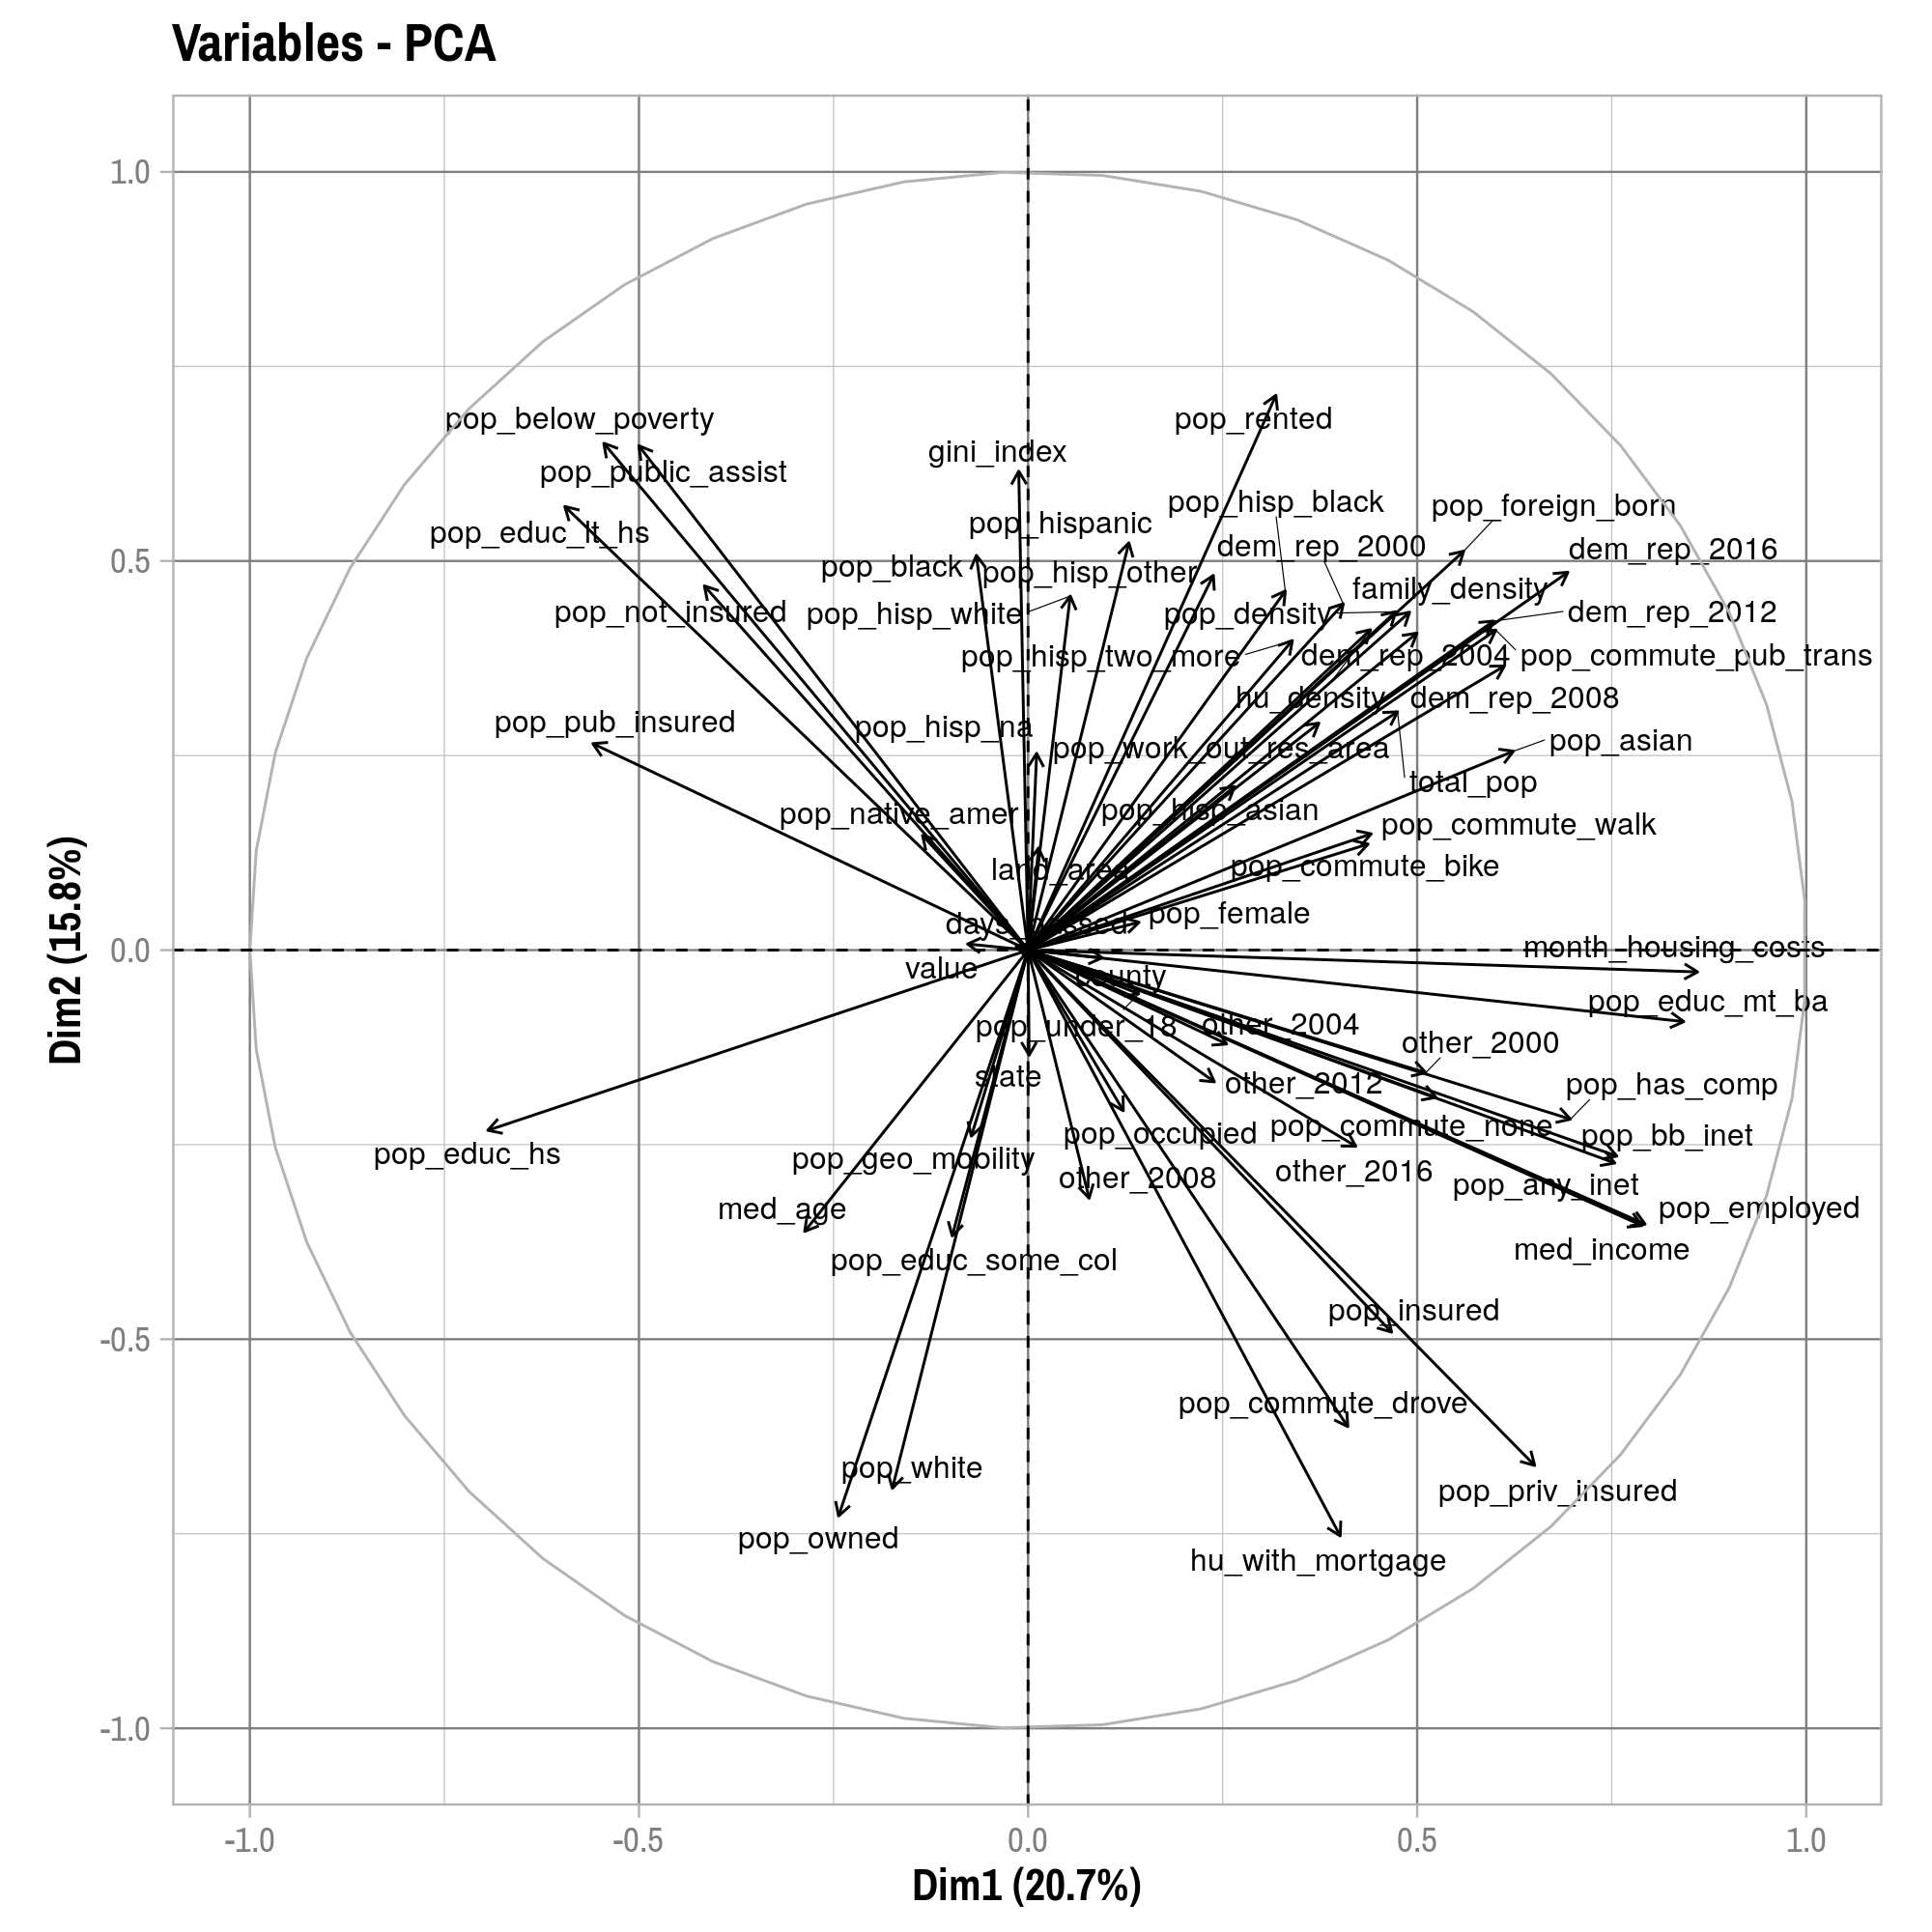 Variables - PCA
1.0
pop_below_poverty
pop_rented
gini_index
pop_public_assist
pop_hisp_black
pop_foreign_born
pop_hispanic
pop_educ_lt_hs
dem_rep_2000
dem_rep_2016
0.5
pop_black
pop_hisp_other
family_density
pop_not_insured
pop_hisp_white
pop_density
dem_rep_2012
pop_hisp_two_more
dem_rep_2004
pop_commute_pub_trans
hu_density
dem_rep_2008
pop_pub_insured
pop_hisp_na
pop_work_out_res_area
pop_asian
total_pop
pop_native_amer
pop_hisp_asian
pop_commute_walk
land_area
pop_commute_bike
days_passed
pop_female
0.0
month_housing_costs
value
county
pop_educ_mt_ba
pop_under_18
other_2004
other_2000
state
other_2012
pop_has_comp
pop_occupied
pop_commute_none
pop_bb_inet
pop_educ_hs
pop_geo_mobility
other_2008
other_2016
pop_any_inet
med_age
pop_employed
pop_educ_some_col
med_income
pop_insured
-0.5
pop_commute_drove
pop_white
pop_priv_insured
pop_owned
hu_with_mortgage
-1.0
-1.0
-0.5
0.0
0.5
1.0
Dim1 (20.7%)
Dim2 (15.8%)